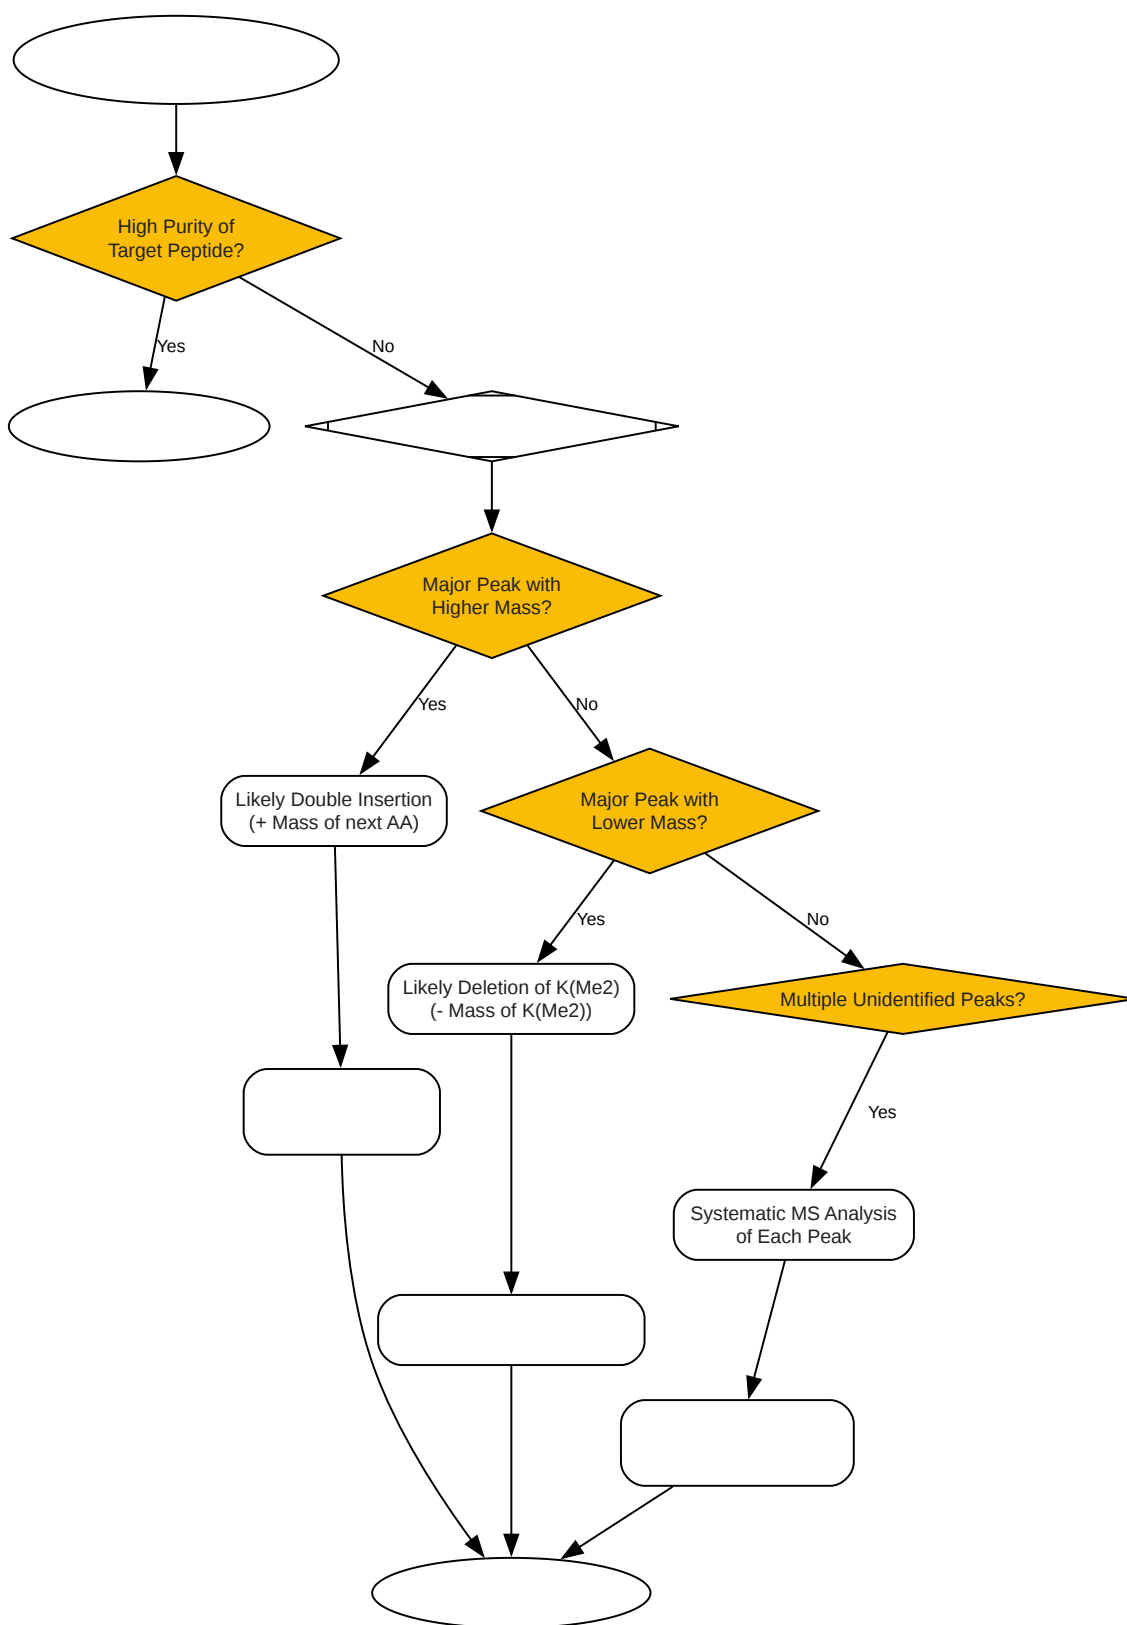 High Purity of
Target Peptide?
Yes
No
Major Peak with
Higher Mass?
Yes
No
Likely Double Insertion
(+ Mass of next AA)
Major Peak with
Lower Mass?
Yes
No
Likely Deletion of K(Me2)
(- Mass of K(Me2))
Multiple Unidentified Peaks?
Yes
Systematic MS Analysis
of Each Peak